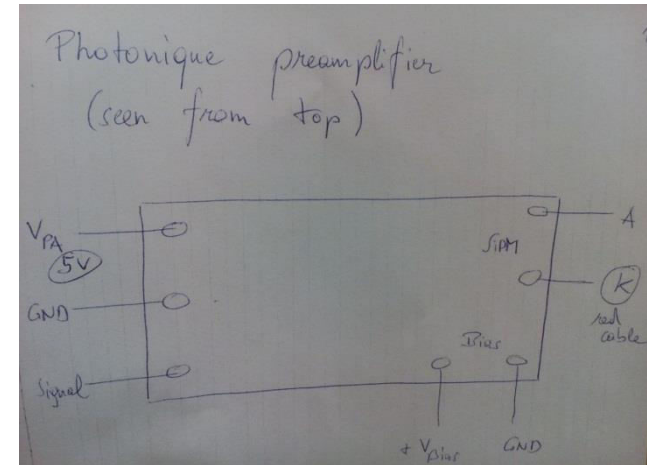 Photonique preamplifier
(seen from top)
VPA
5V
GND
Signal
SiPM
A
K
red
cable
Bias
+ VBias GND